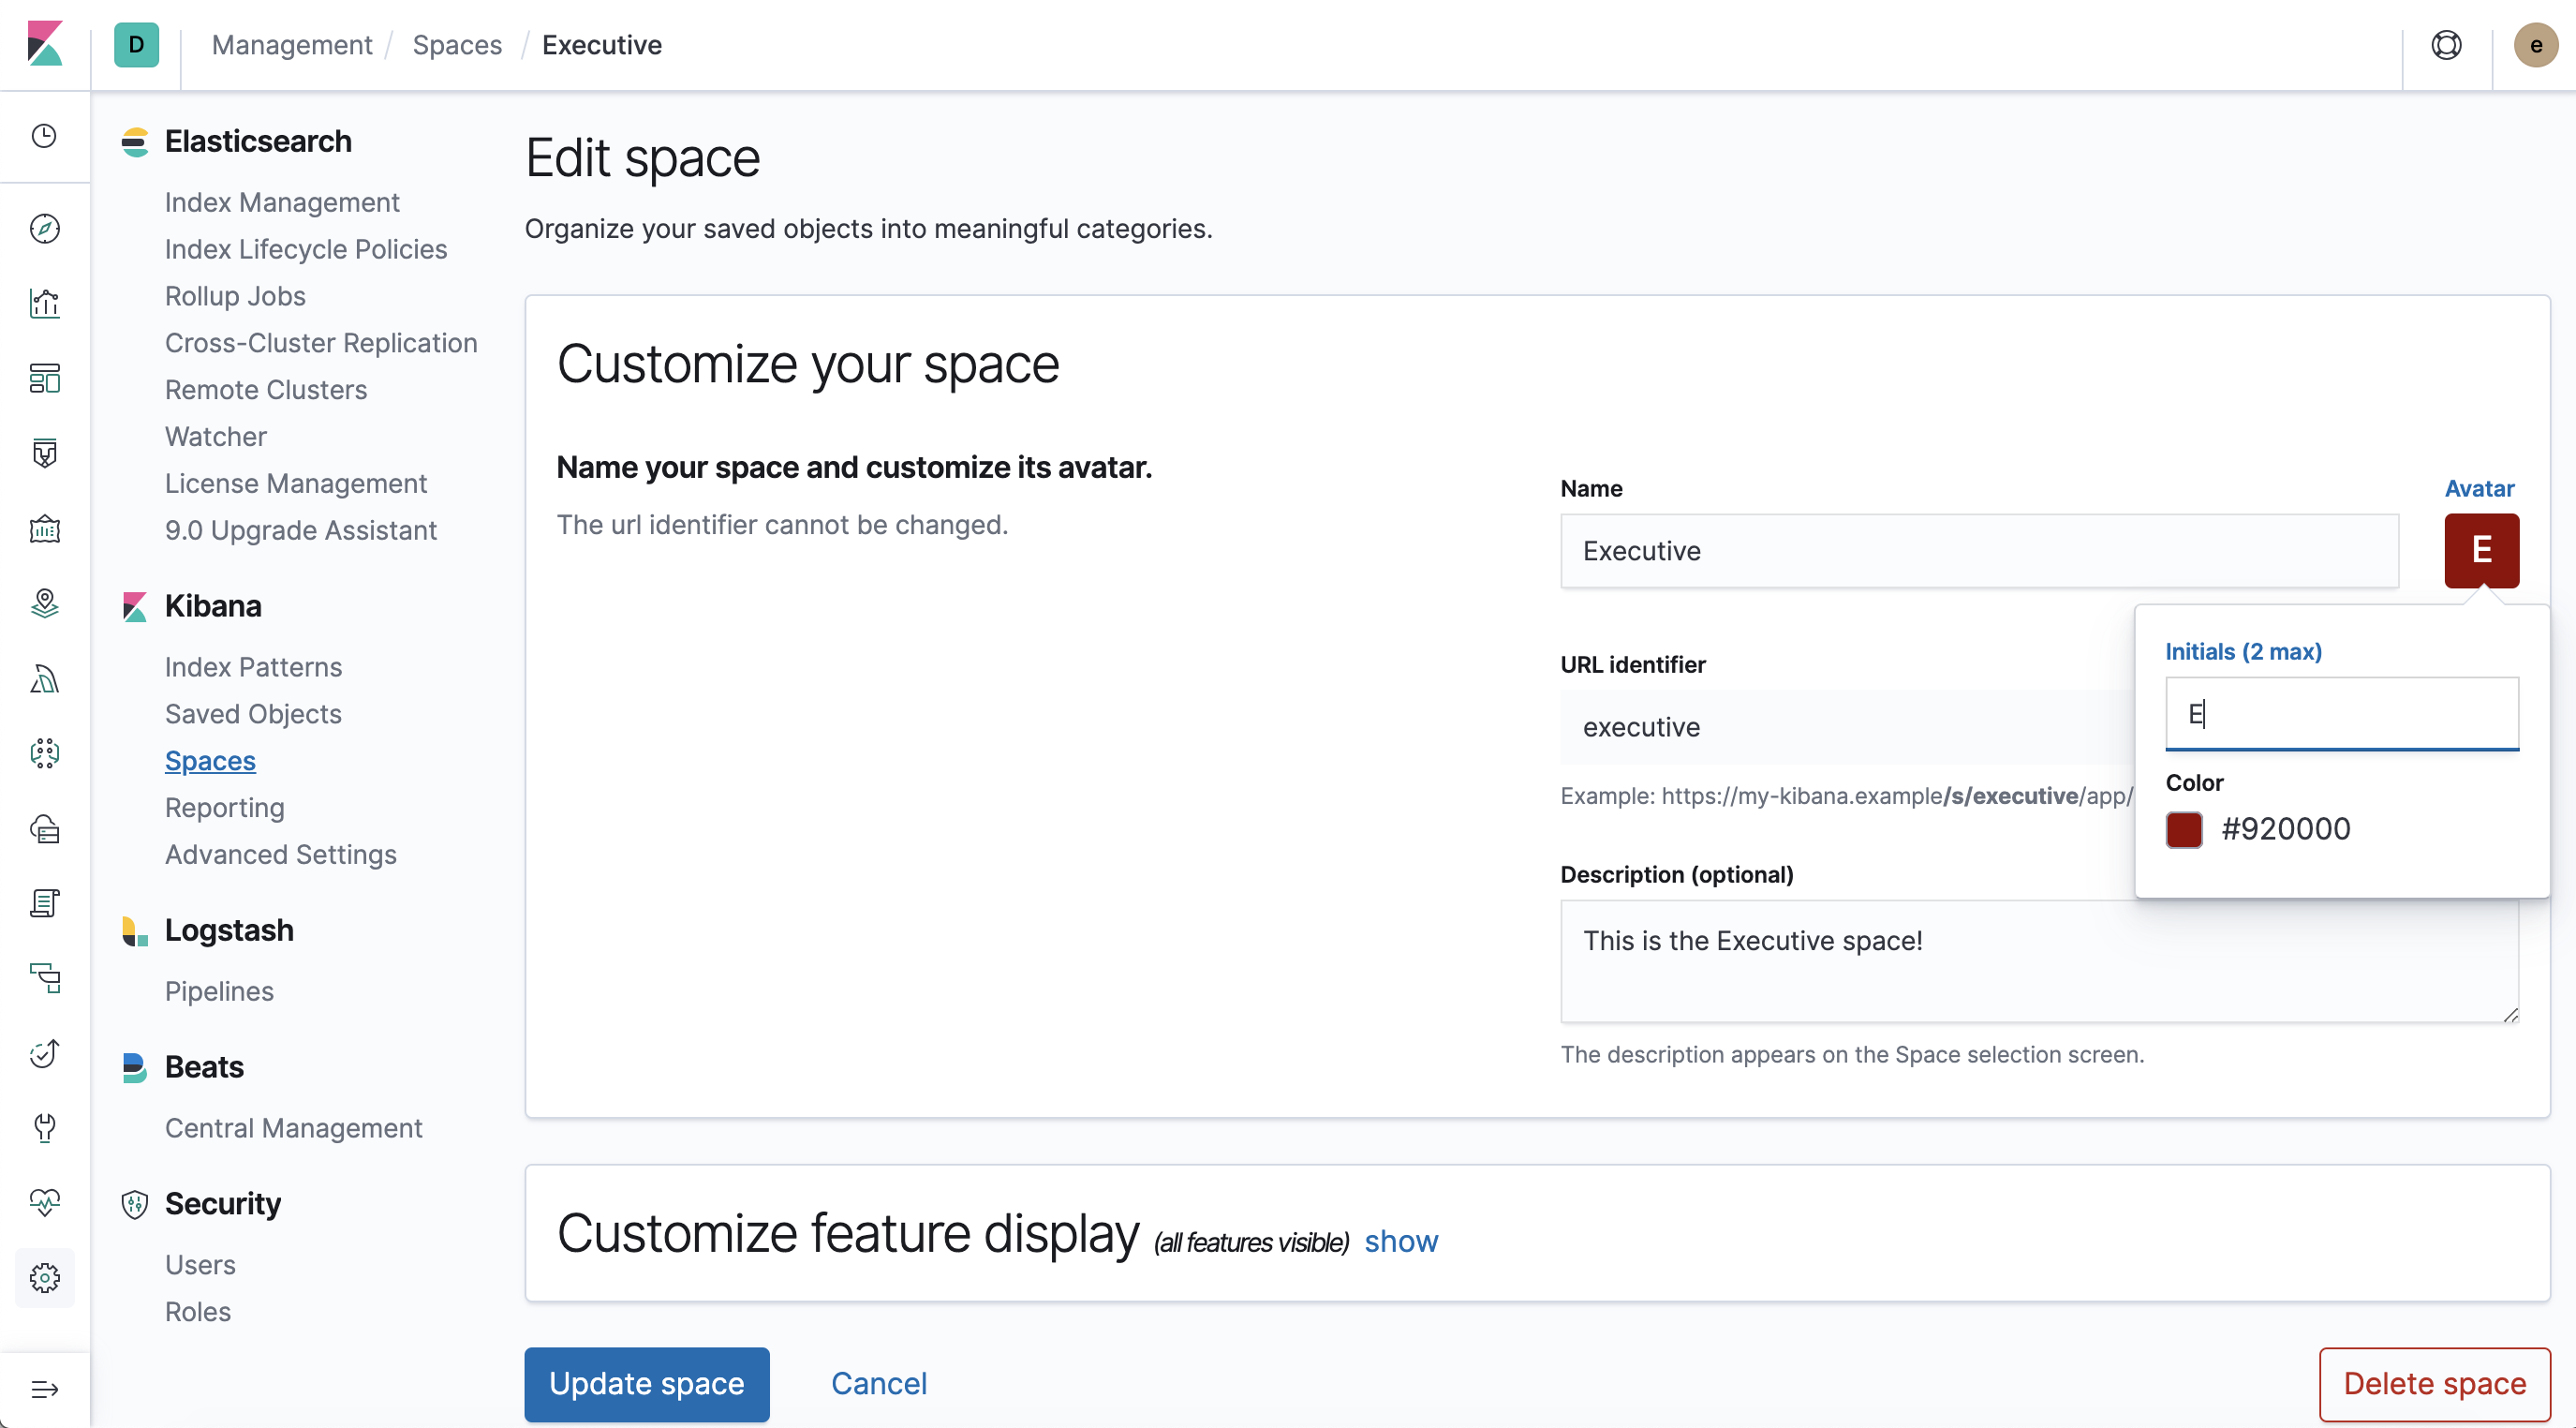 D
Management / Spaces / Executive
e
Elasticsearch
Index Management
Index Lifecycle Policies
Rollup Jobs
Cross-Cluster Replication
Remote Clusters
Watcher
License Management
9.0 Upgrade Assistant
Kibana
Index Patterns
Saved Objects
Spaces
Reporting
Advanced Settings
Logstash
Pipelines
Beats
Central Management
Security
Users
Roles
Edit space
Organize your saved objects into meaningful categories.
Customize your space
Name your space and customize its avatar.
The url identifier cannot be changed.
Name
Executive
Avatar
E
URL identifier
executive
Example: https://my-kibana.example/s/executive/app/
Initials (2 max)
E
Color
#920000
Description (optional)
This is the Executive space!
The description appears on the Space selection screen.
Customize feature display (all features visible) show
Update space
Cancel
Delete space